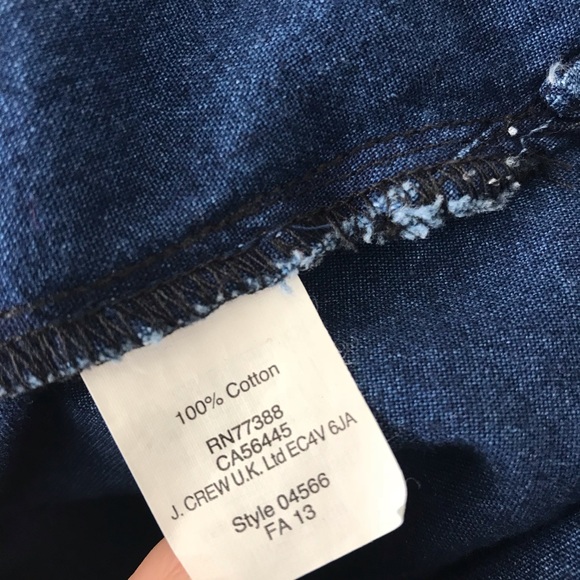 100% Cotton
RN77388
CA56445
J. CREW U.K. Ltd EC4V 6JA
Style 04566
FA 13